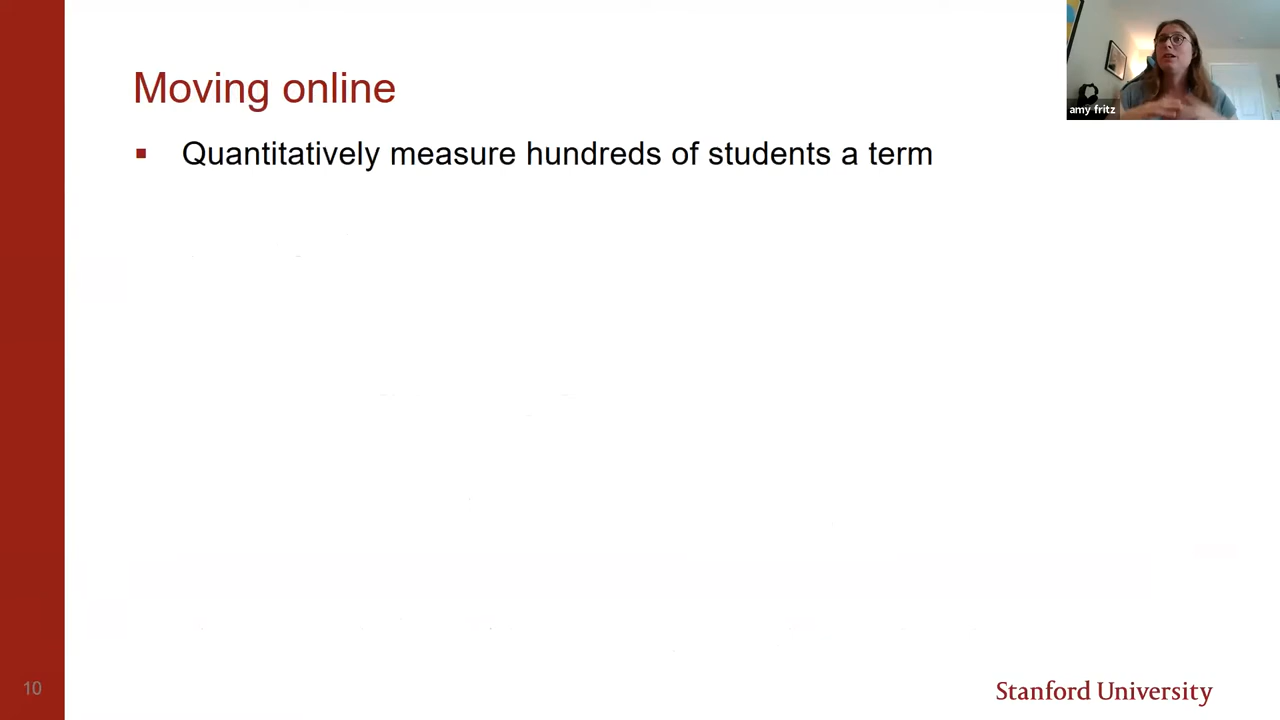 Moving online
amy fritz
▪ Quantitatively measure hundreds of students a term
10
Stanford University